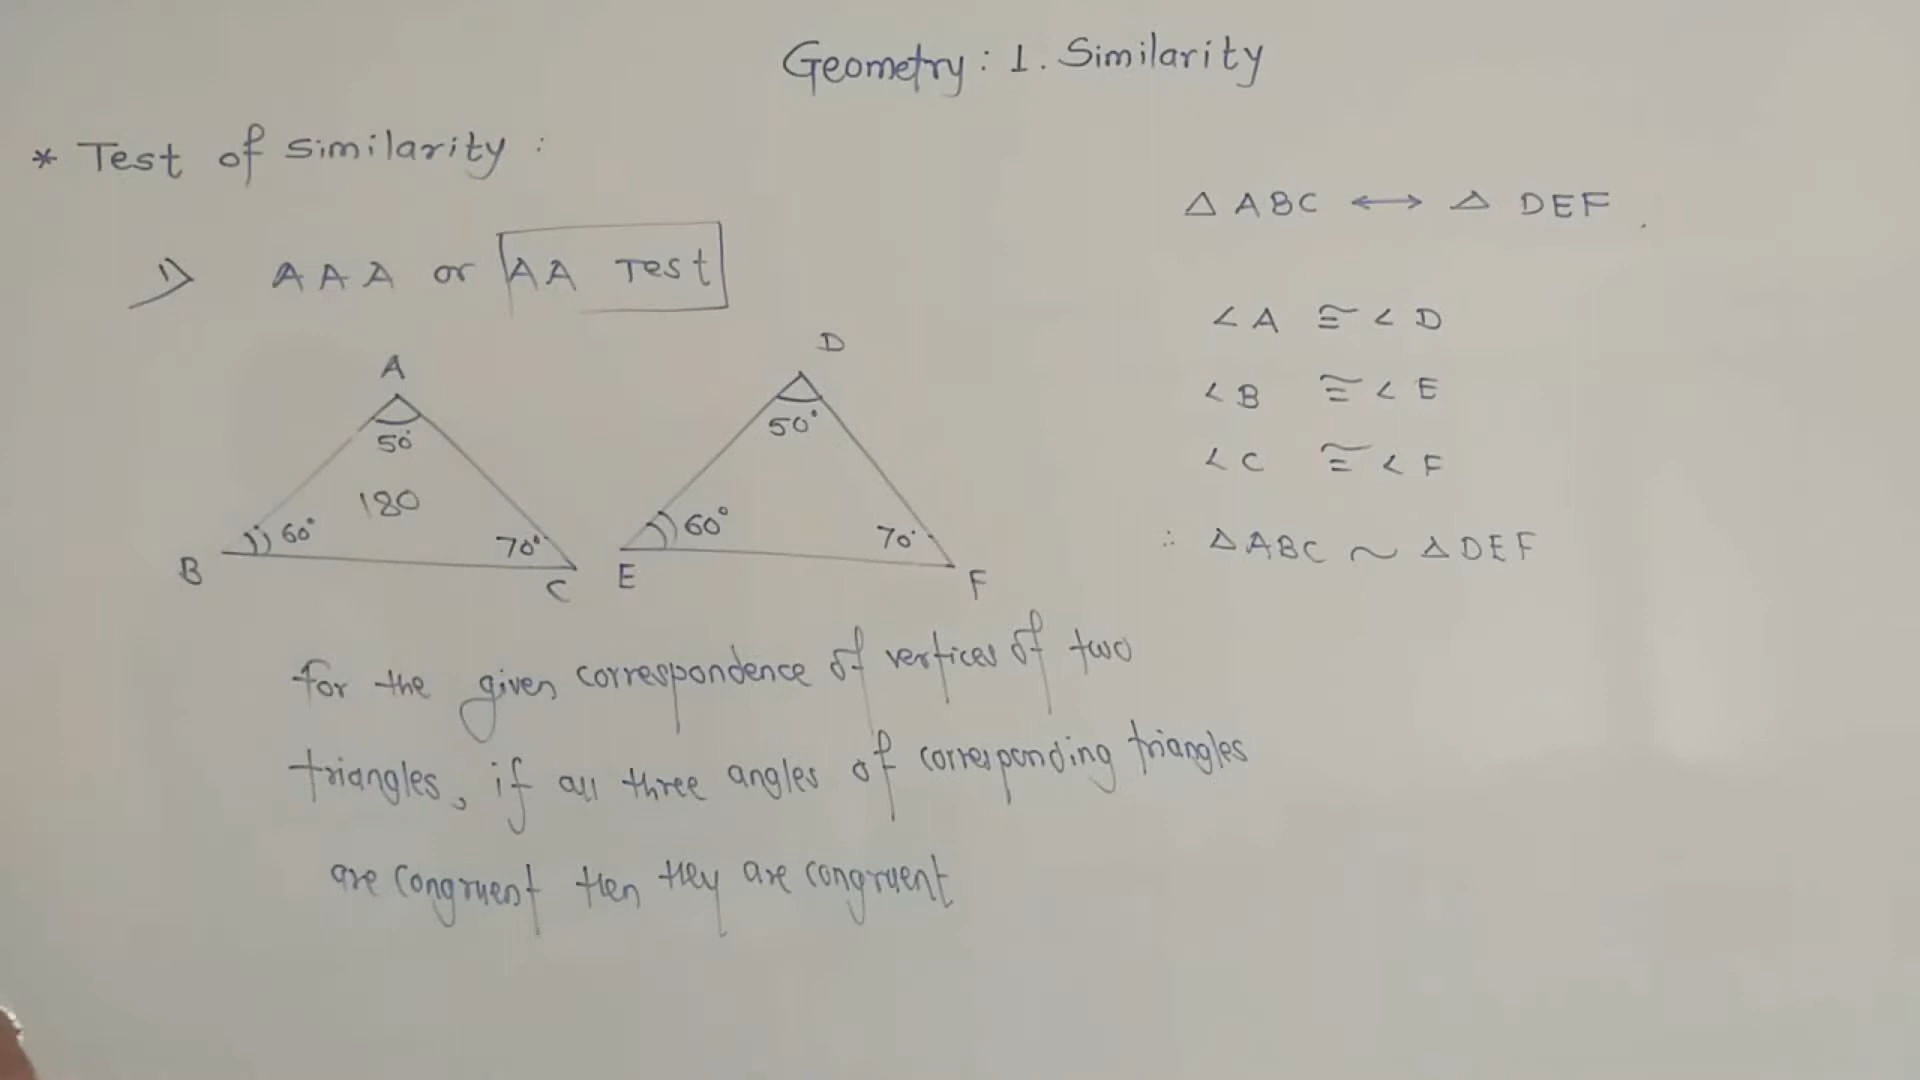 Geometry : 1. Similarity
* Test of similarity :
△ ABC ↔ △ DEF
1) AAA or AA Test
∠A ≅ ∠D
∠B ≅ ∠E
∠C ≅ ∠F
∴ △ABC ~ △DEF
A
50°
180
60°
70°
B
C
D
50°
60°
70°
E
F
for the given correspondence of vertices of two
triangles, if all three angles of corresponding triangles
are congruent then they are congruent